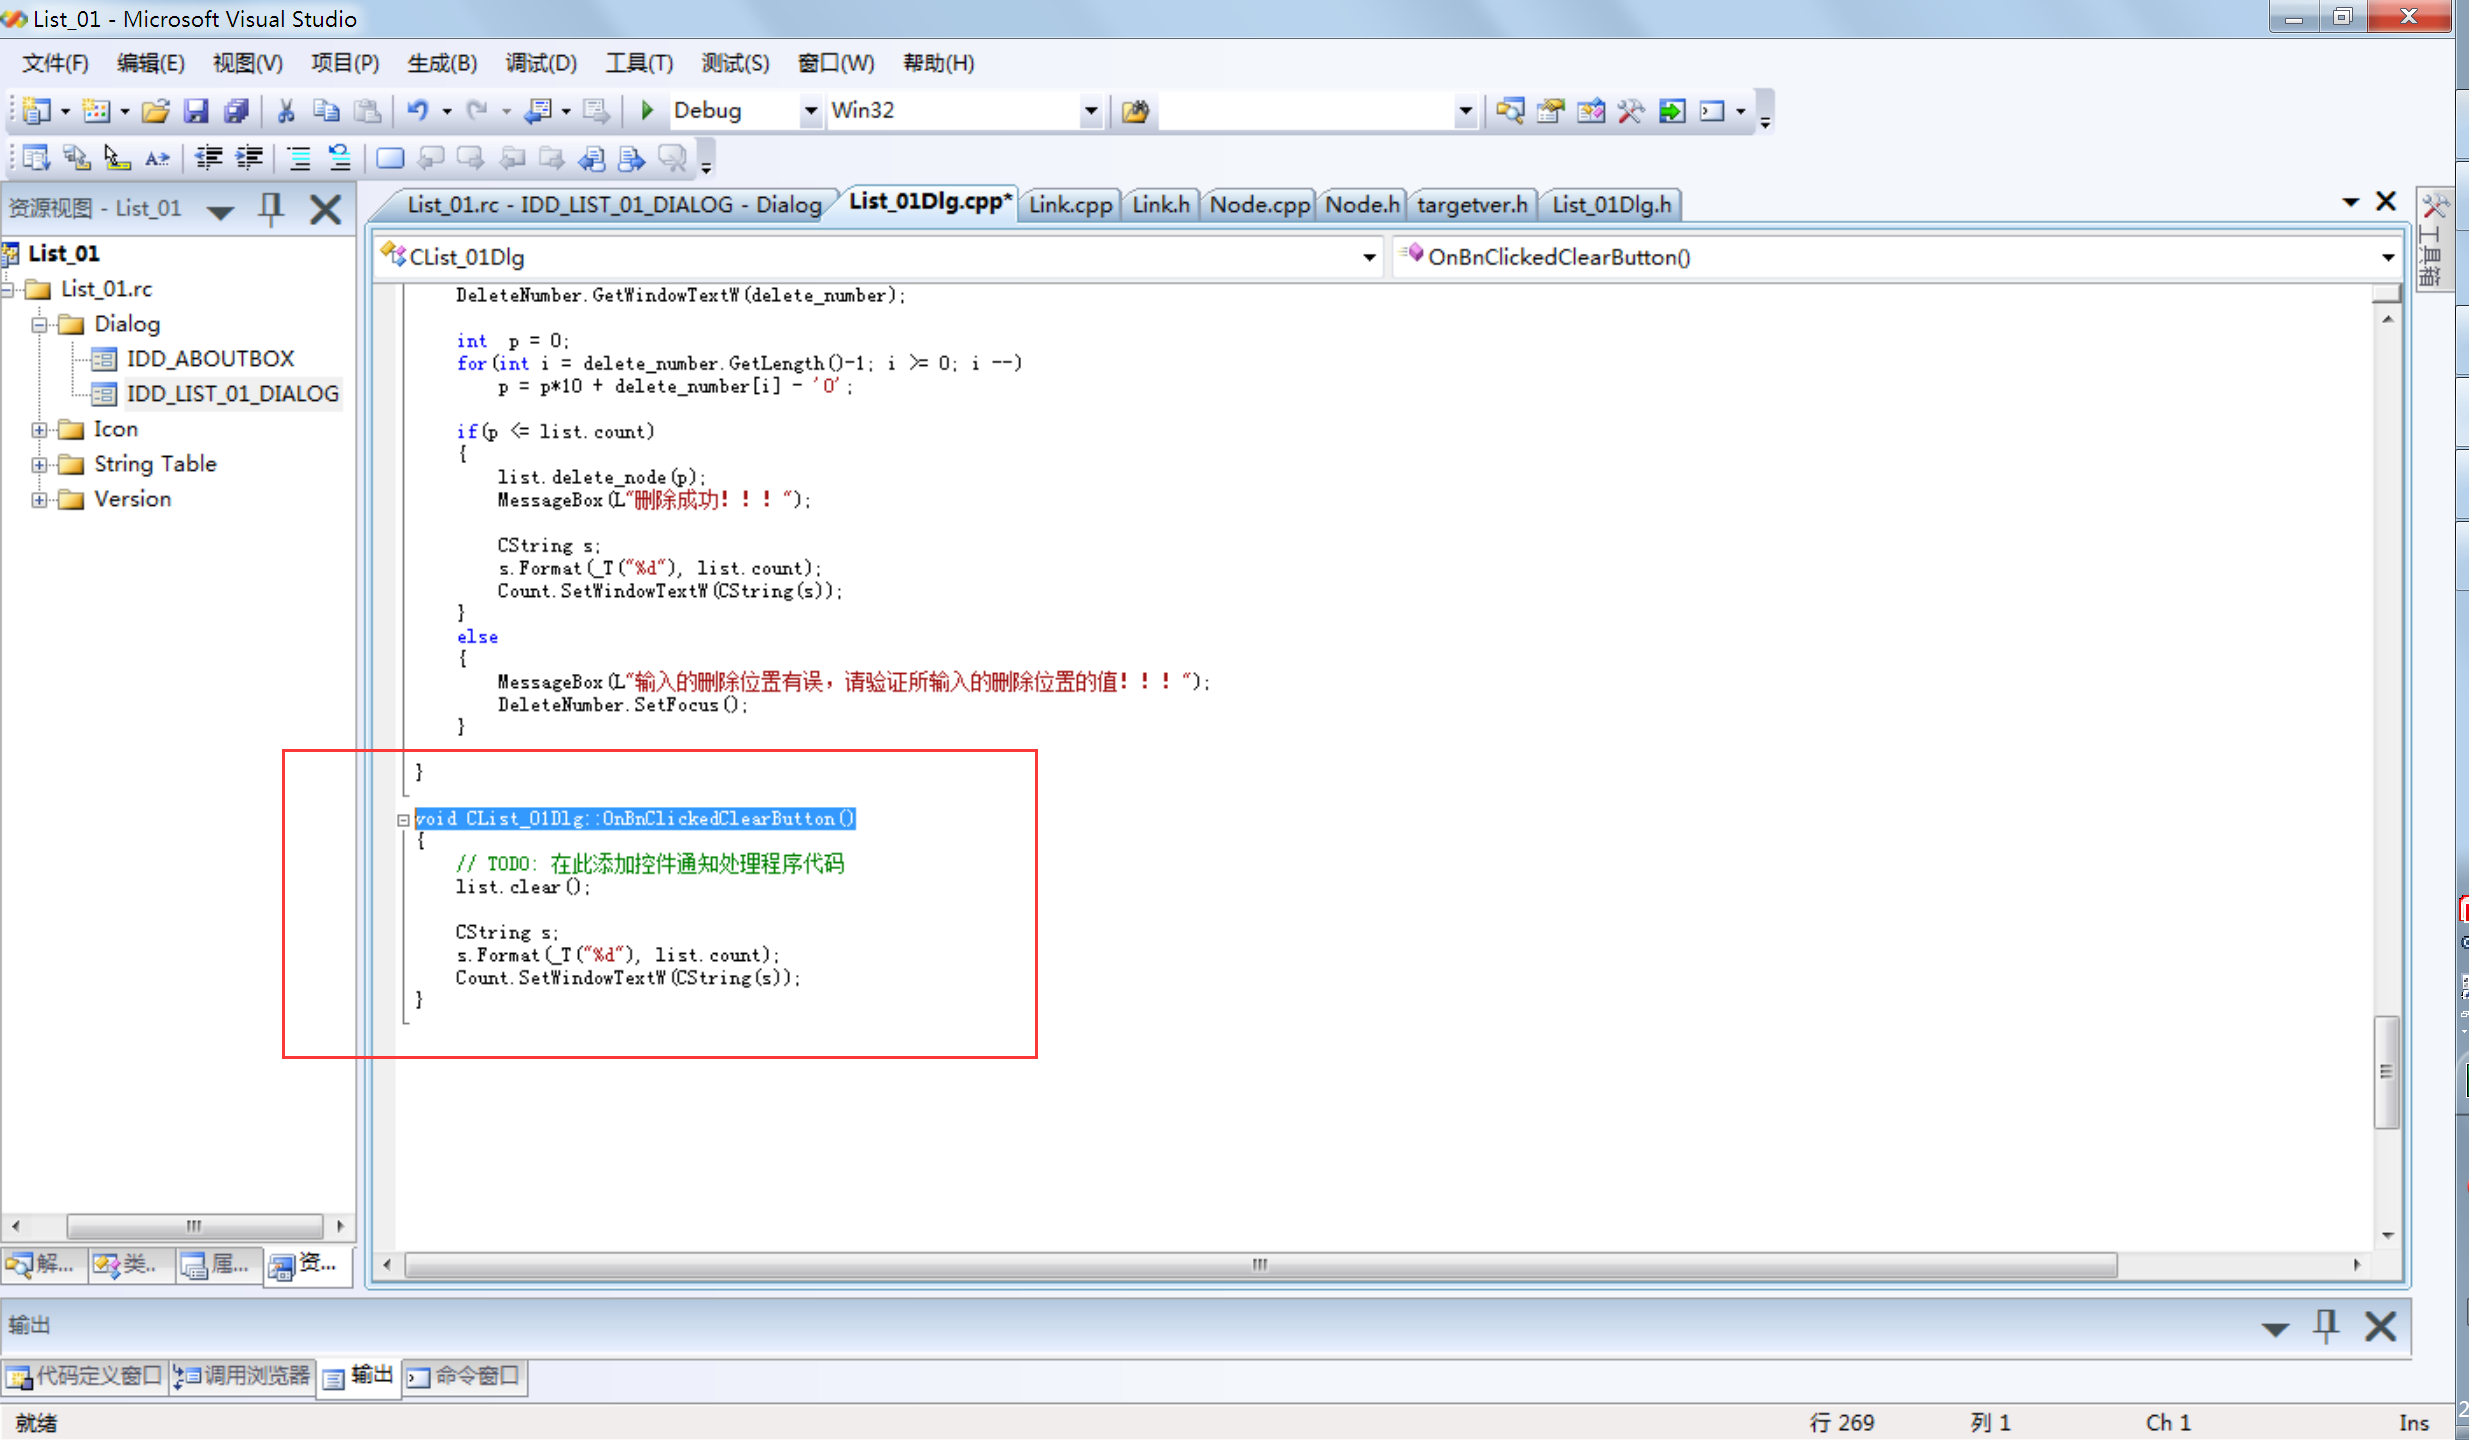 List_01 - Microsoft Visual Studio
文件(F) 编辑(E) 视图(V) 项目(P) 生成(B) 调试(D) 工具(T) 测试(S) 窗口(W) 帮助(H)
Debug Win32
资源视图 - List_01
List_01.rc - IDD_LIST_01_DIALOG - Dialog List_01Dlg.cpp* Link.cpp Link.h Node.cpp Node.h targetver.h List_01Dlg.h
工具箱
List_01
List_01.rc
Dialog
IDD_ABOUTBOX
IDD_LIST_01_DIALOG
Icon
String Table
Version
CList_01Dlg OnBnClickedClearButton()
DeleteNumber.GetWindowTextW(delete_number);
int  p = 0;
for(int i = delete_number.GetLength()-1; i >= 0; i --)
p = p*10 + delete_number[i] - '0';
if(p <= list.count)
{
list.delete_node(p);
MessageBox(L"删除成功！！！");
CString s;
s.Format(_T("%d"), list.count);
Count.SetWindowTextW(CString(s));
}
else
{
MessageBox(L"输入的删除位置有误，请验证所输入的删除位置的值！！！");
DeleteNumber.SetFocus();
}
}
void CList_01Dlg::OnBnClickedClearButton()
{
// TODO: 在此添加控件通知处理程序代码
list.clear();
CString s;
s.Format(_T("%d"), list.count);
Count.SetWindowTextW(CString(s));
}
解... 类.. 属... 资...
输出
代码定义窗口 调用浏览器 输出 命令窗口
就绪 行 269 列 1 Ch 1 Ins